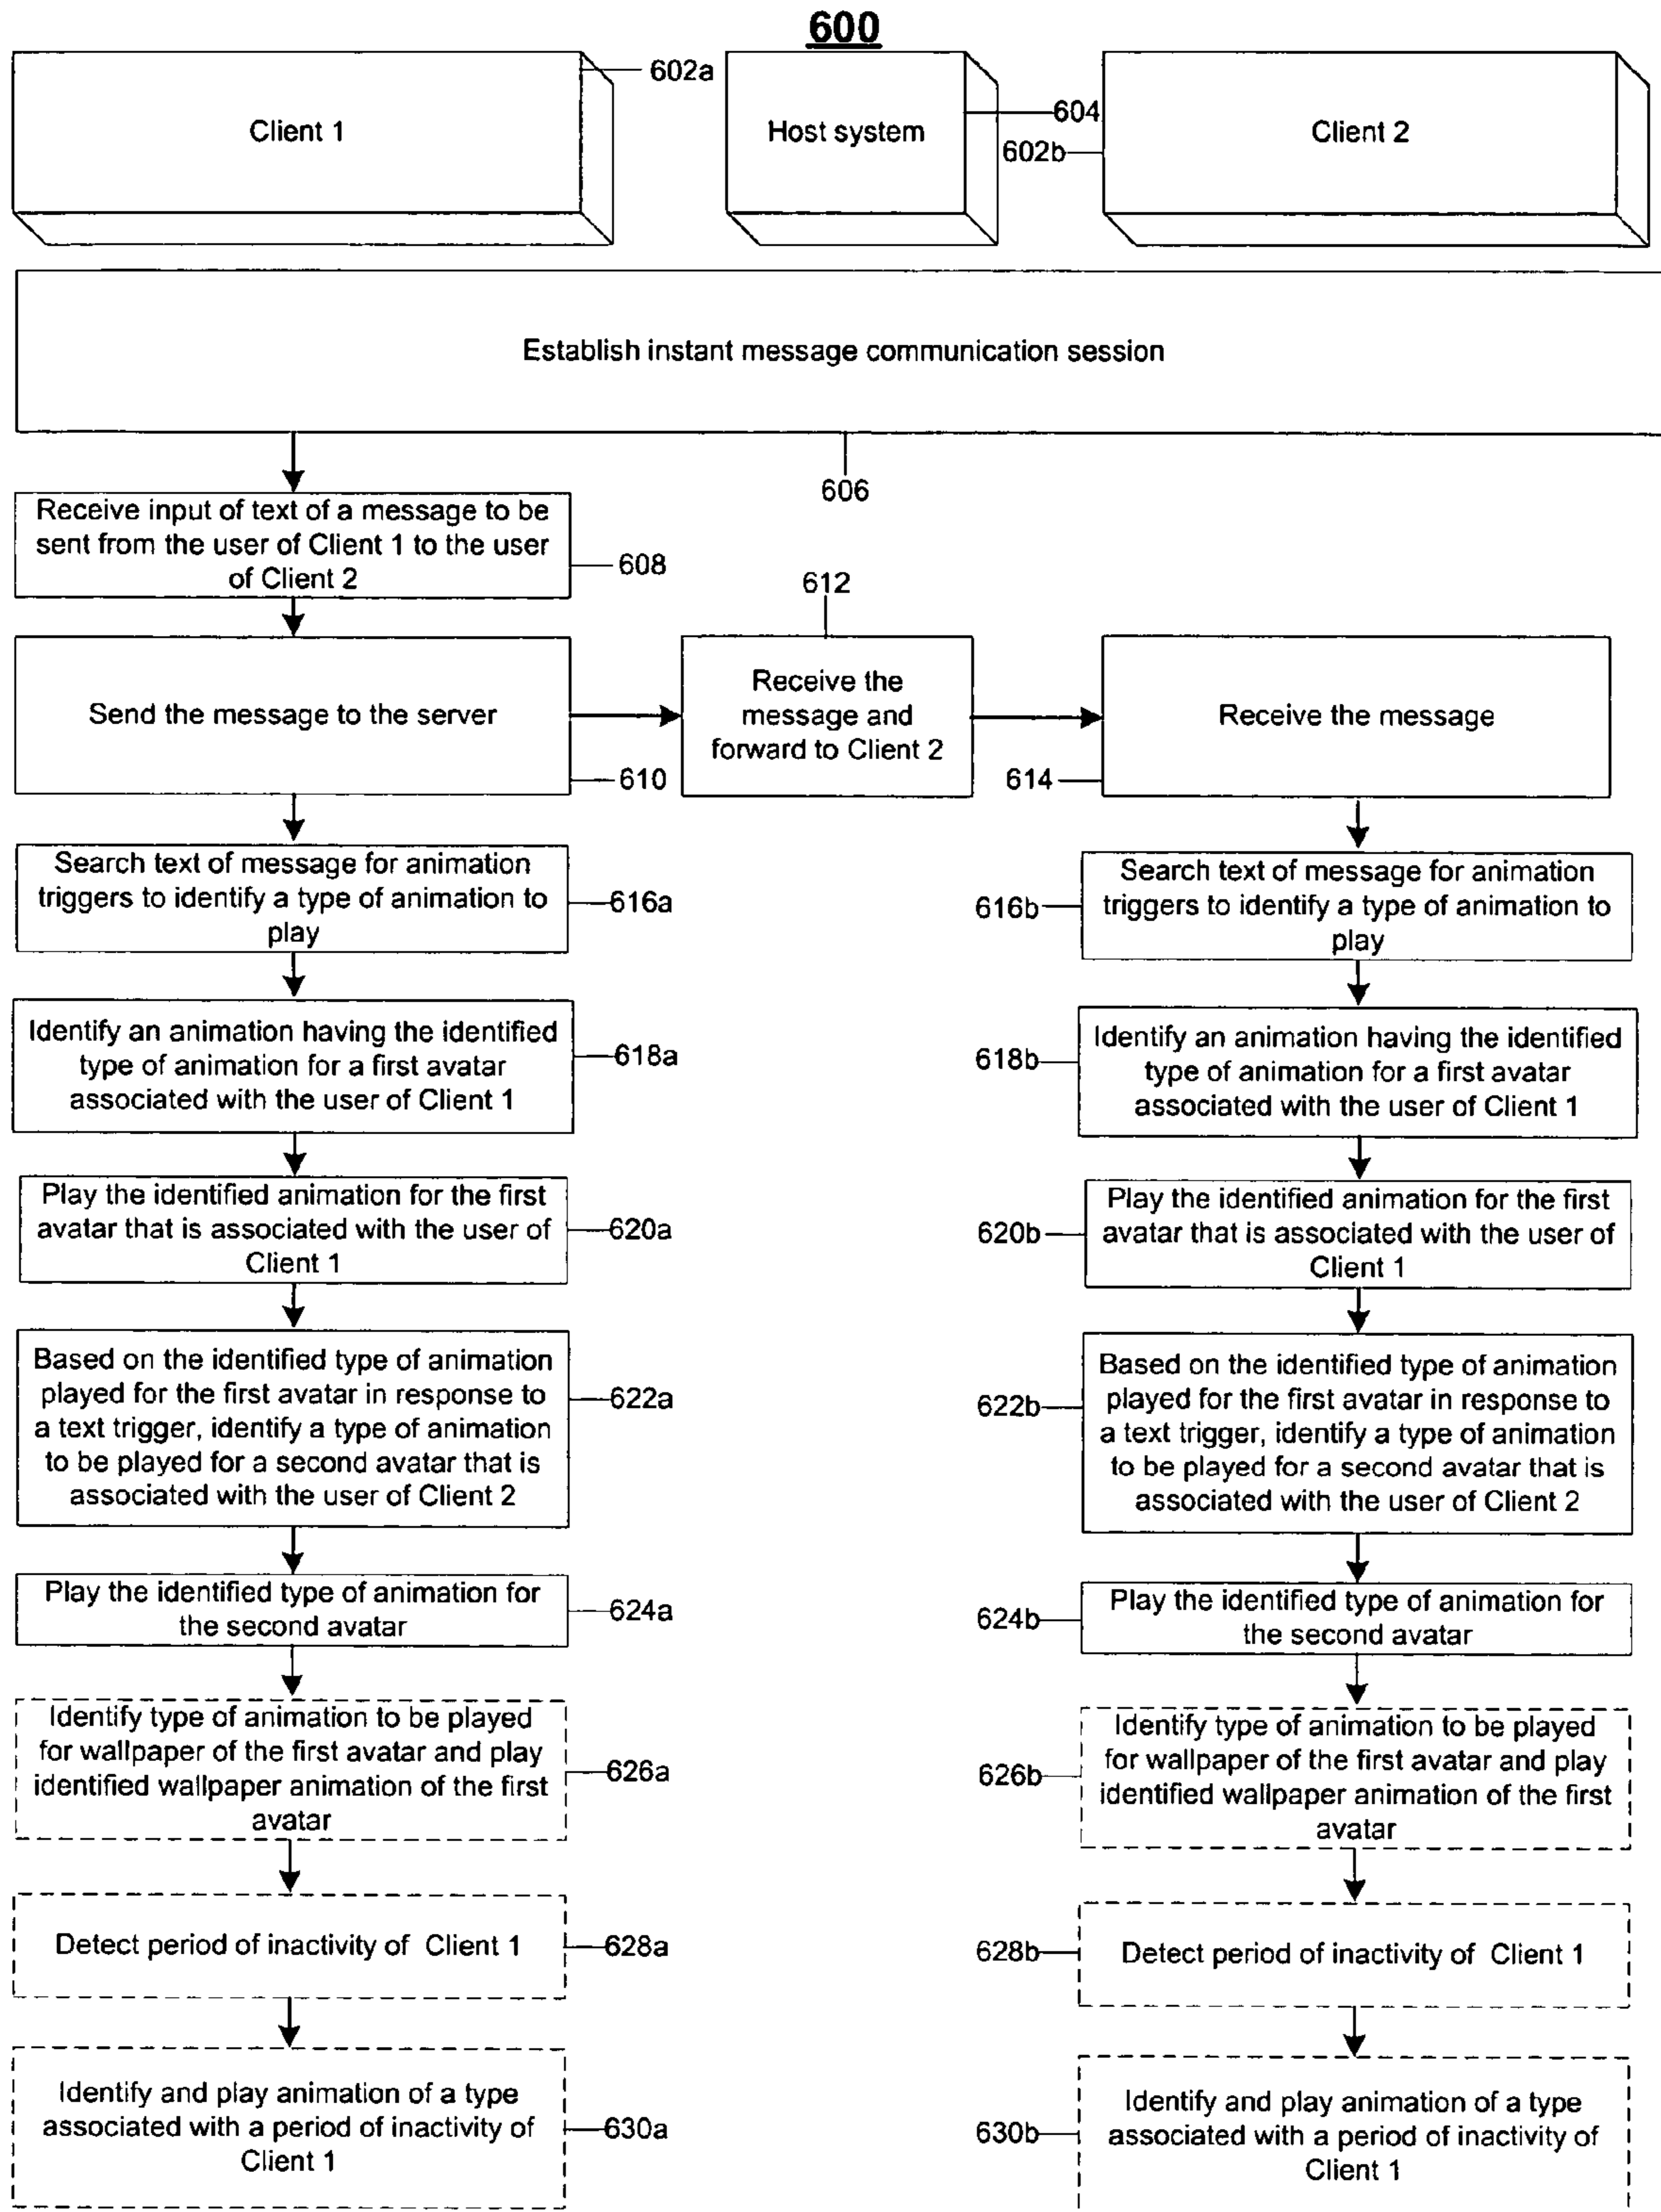 600
602a
Client 1
Host system
604
602b
Client 2
Establish instant message communication session
606
Receive input of text of a message to be
sent from the user of Client 1 to the user
of Client 2
608
612
Send the message to the server
610
Receive the
message and
forward to Client 2
Receive the message
614
Search text of message for animation
triggers to identify a type of animation to
play
616a
616b
Search text of message for animation
triggers to identify a type of animation to
play
Identify an animation having the identified
type of animation for a first avatar
associated with the user of Client 1
618a
618b
Identify an animation having the identified
type of animation for a first avatar
associated with the user of Client 1
Play the identified animation for the first
avatar that is associated with the user of
Client 1
620a
620b
Play the identified animation for the first
avatar that is associated with the user of
Client 1
Based on the identified type of animation
played for the first avatar in response to
a text trigger, identify a type of animation
to be played for a second avatar that is
associated with the user of Client 2
622a
622b
Based on the identified type of animation
played for the first avatar in response to
a text trigger, identify a type of animation
to be played for a second avatar that is
associated with the user of Client 2
Play the identified type of animation for
the second avatar
624a
624b
Play the identified type of animation for
the second avatar
Identify type of animation to be played
for wallpaper of the first avatar and play
identified wallpaper animation of the first
avatar
626a
626b
Identify type of animation to be played
for wallpaper of the first avatar and play
identified wallpaper animation of the first
avatar
Detect period of inactivity of Client 1
628a
628b
Detect period of inactivity of Client 1
Identify and play animation of a type
associated with a period of inactivity of
Client 1
630a
630b
Identify and play animation of a type
associated with a period of inactivity of
Client 1